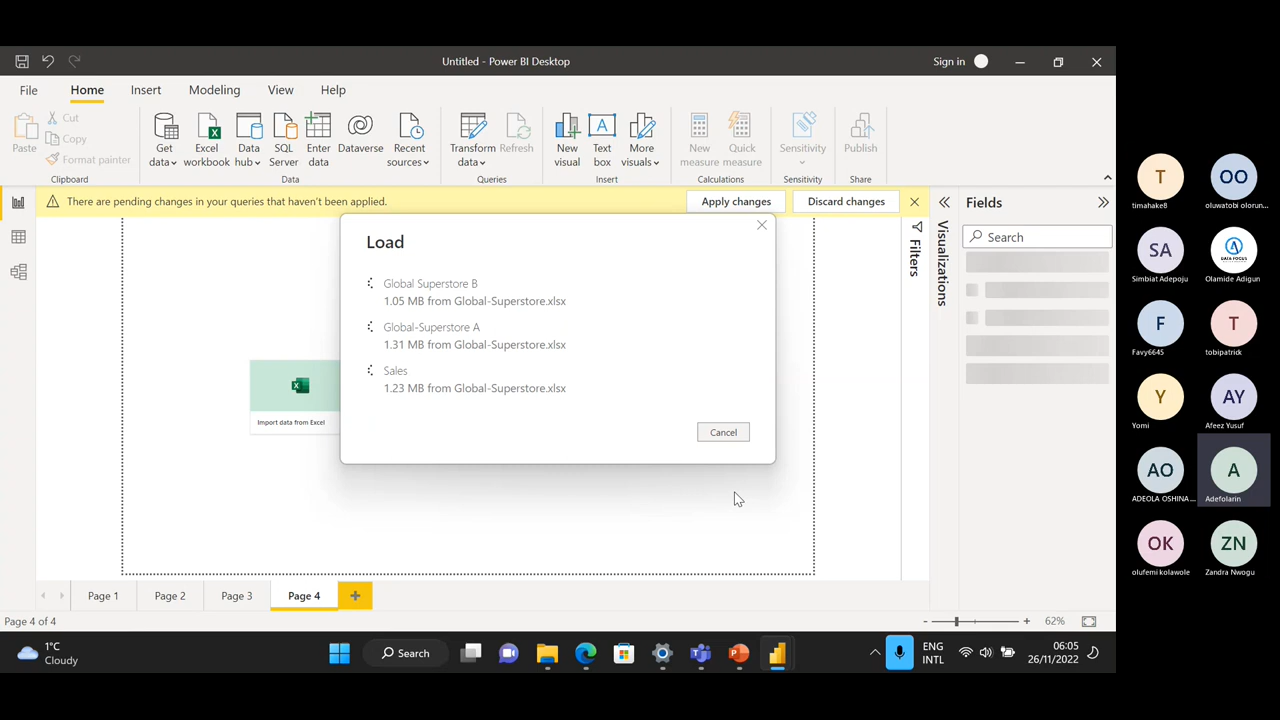 Untitled - Power BI Desktop
Sign in
File
Home
Insert
Modeling
View
Help
Paste
Cut
Copy
Format painter
Get data
Excel workbook
Data hub
SQL Server
Enter data
Dataverse
Recent sources
Transform data
Refresh
New visual
Text box
More visuals
New measure
Quick measure
Sensitivity
Publish
Clipboard
Data
Queries
Insert
Calculations
Sensitivity
Share
There are pending changes in your queries that haven't been applied.
Apply changes
Discard changes
Filters
Visualizations
Fields
Search
Load
Global Superstore B
1.05 MB from Global-Superstore.xlsx
Global-Superstore A
1.31 MB from Global-Superstore.xlsx
Sales
1.23 MB from Global-Superstore.xlsx
Cancel
Import data from Excel
Page 1
Page 2
Page 3
Page 4
Page 4 of 4
62%
1°C
Cloudy
Search
ENG
INTL
06:05
26/11/2022
T
timahake8
OO
oluwatobi olorun...
SA
Simbiat Adepoju
DATA FOCUS
Olamide Adigun
F
Favy6645
T
tobipatrick
Y
Yomi
AY
Afeez Yusuf
AO
ADEOLA OSHINA...
A
Adefolarin
OK
olufemi kolawole
ZN
Zandra Nwogu